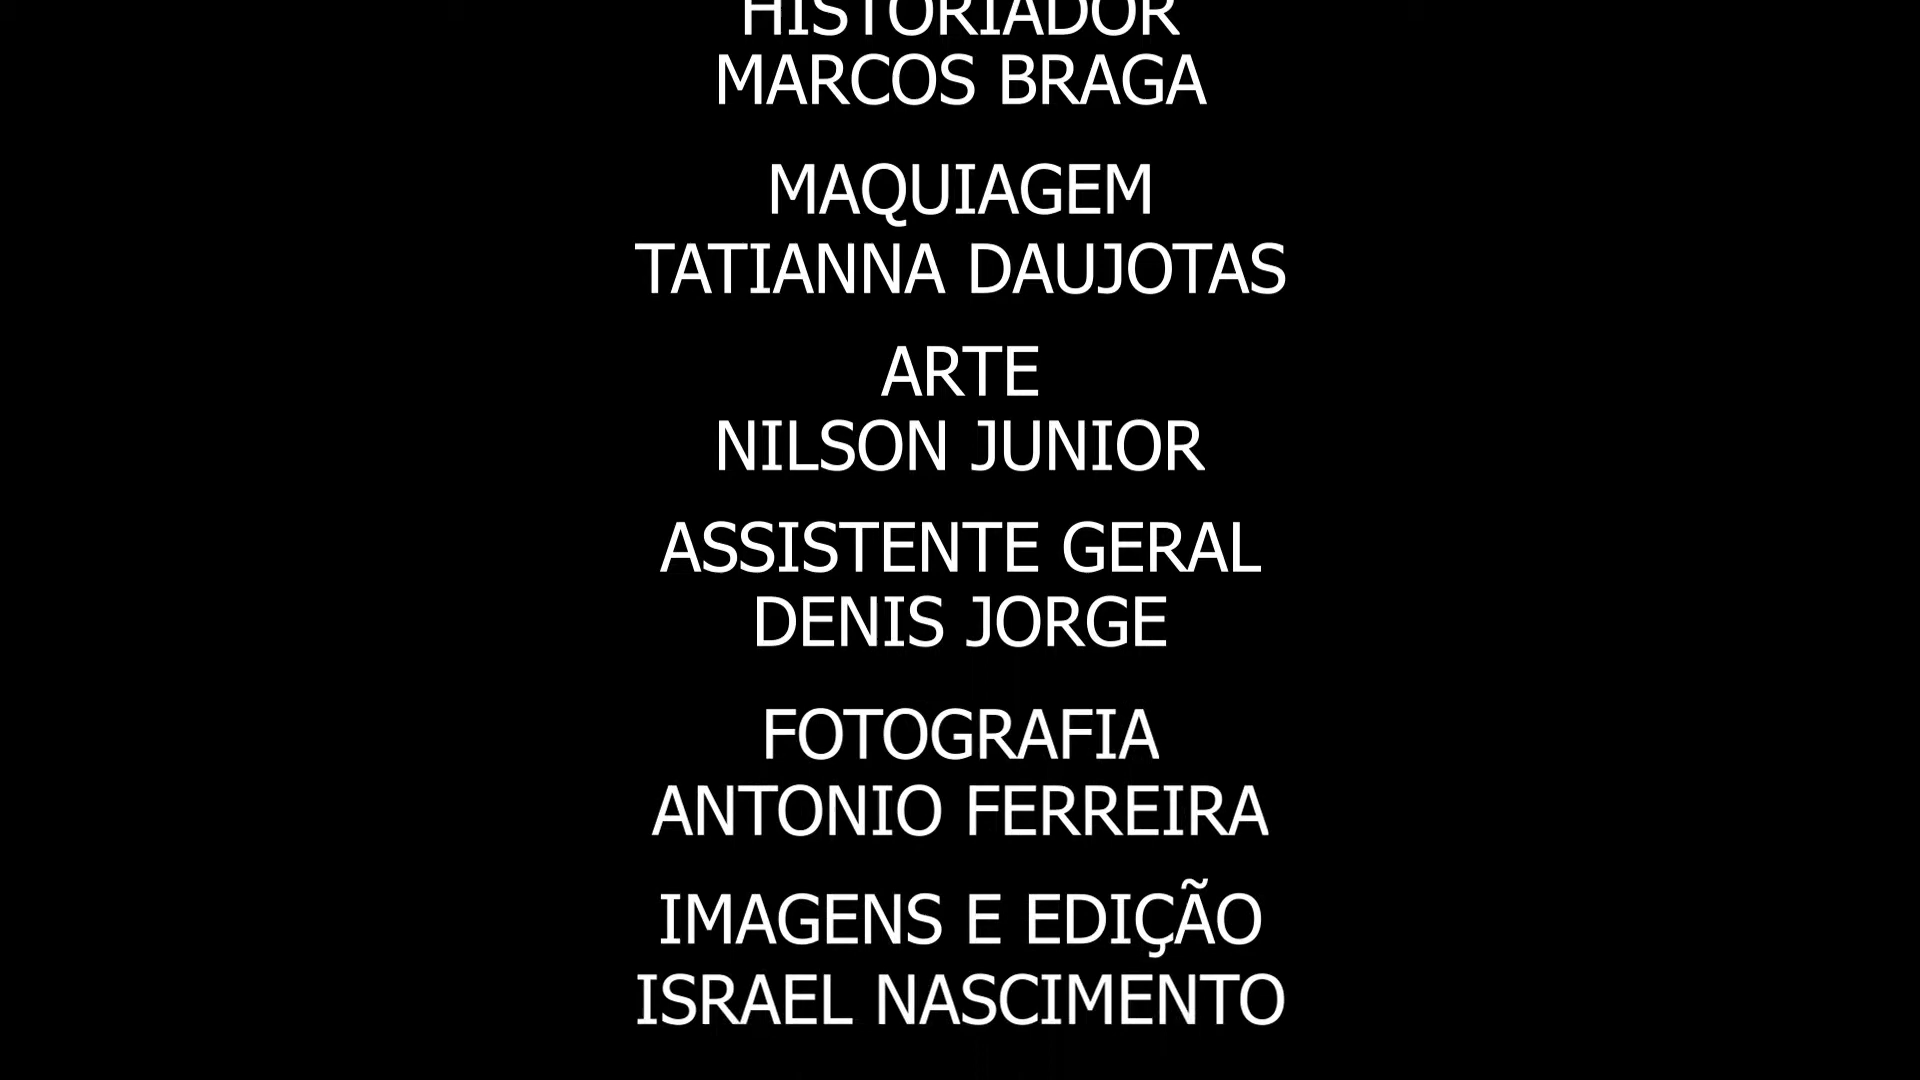 HISTORIADOR
MARCOS BRAGA
MAQUIAGEM
TATIANNA DAUJOTAS
ARTE
NILSON JUNIOR
ASSISTENTE GERAL
DENIS JORGE
FOTOGRAFIA
ANTONIO FERREIRA
IMAGENS E EDIÇÃO
ISRAEL NASCIMENTO